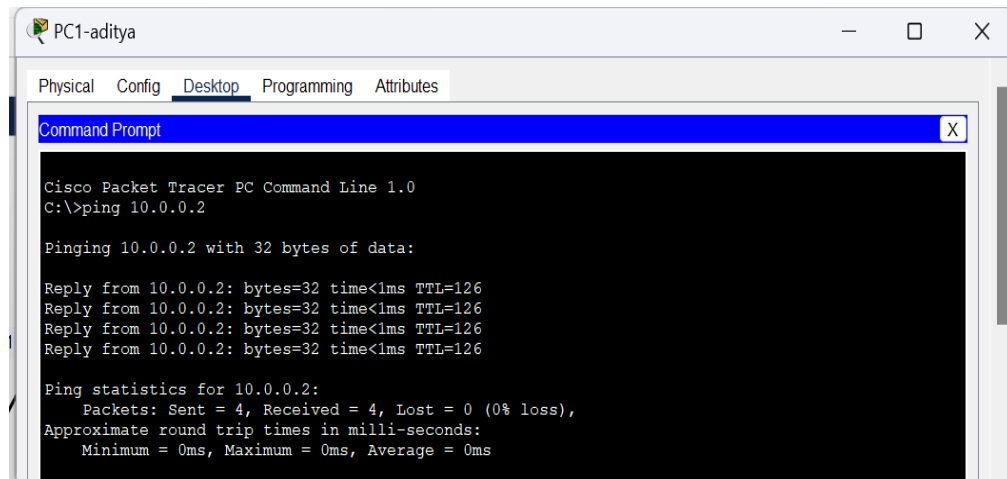 PC1-aditya
Physical Config Desktop Programming Attributes
Command Prompt X
Cisco Packet Tracer PC Command Line 1.0
C:\>ping 10.0.0.2
Pinging 10.0.0.2 with 32 bytes of data:
Reply from 10.0.0.2: bytes=32 time<1ms TTL=126
Reply from 10.0.0.2: bytes=32 time<1ms TTL=126
Reply from 10.0.0.2: bytes=32 time<1ms TTL=126
Reply from 10.0.0.2: bytes=32 time<1ms TTL=126
Ping statistics for 10.0.0.2:
Packets: Sent = 4, Received = 4, Lost = 0 (0% loss),
Approximate round trip times in milli-seconds:
Minimum = 0ms, Maximum = 0ms, Average = 0ms